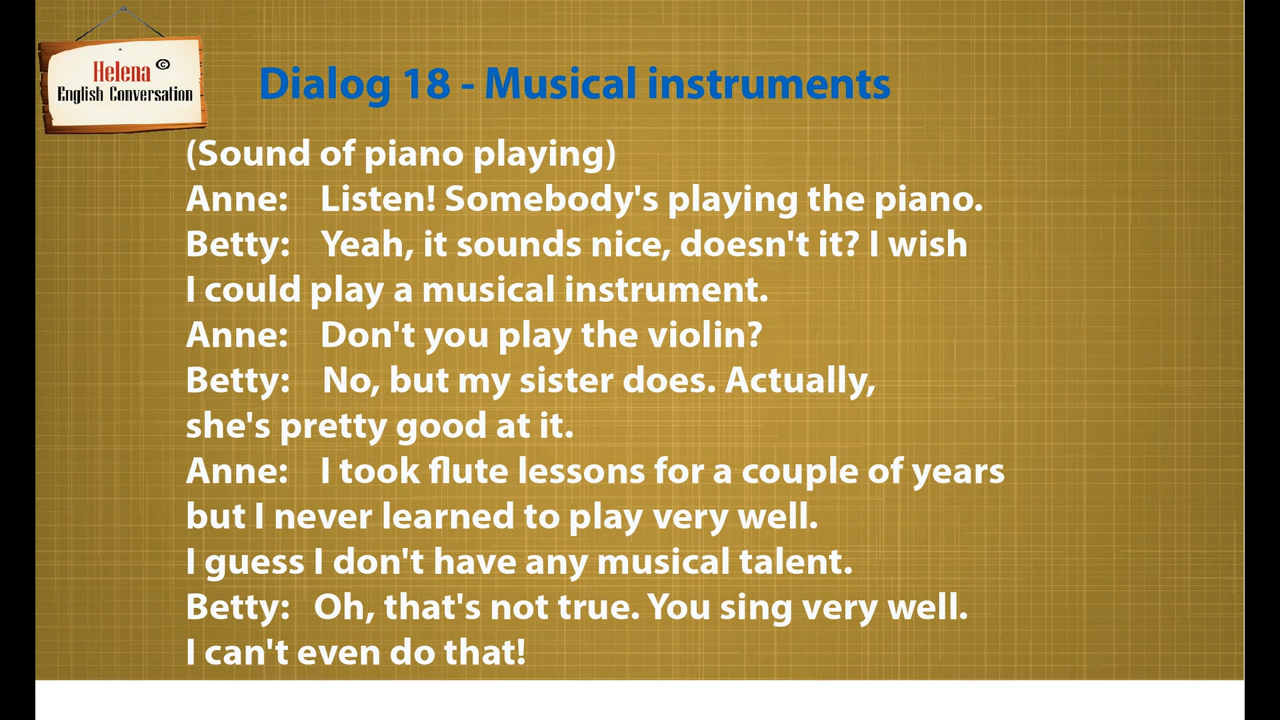 Helena ©
English Conversation
Dialog 18 - Musical instruments
(Sound of piano playing)
Anne: Listen! Somebody's playing the piano.
Betty: Yeah, it sounds nice, doesn't it? I wish
I could play a musical instrument.
Anne: Don't you play the violin?
Betty: No, but my sister does. Actually,
she's pretty good at it.
Anne: I took flute lessons for a couple of years
but I never learned to play very well.
I guess I don't have any musical talent.
Betty: Oh, that's not true. You sing very well.
I can't even do that!